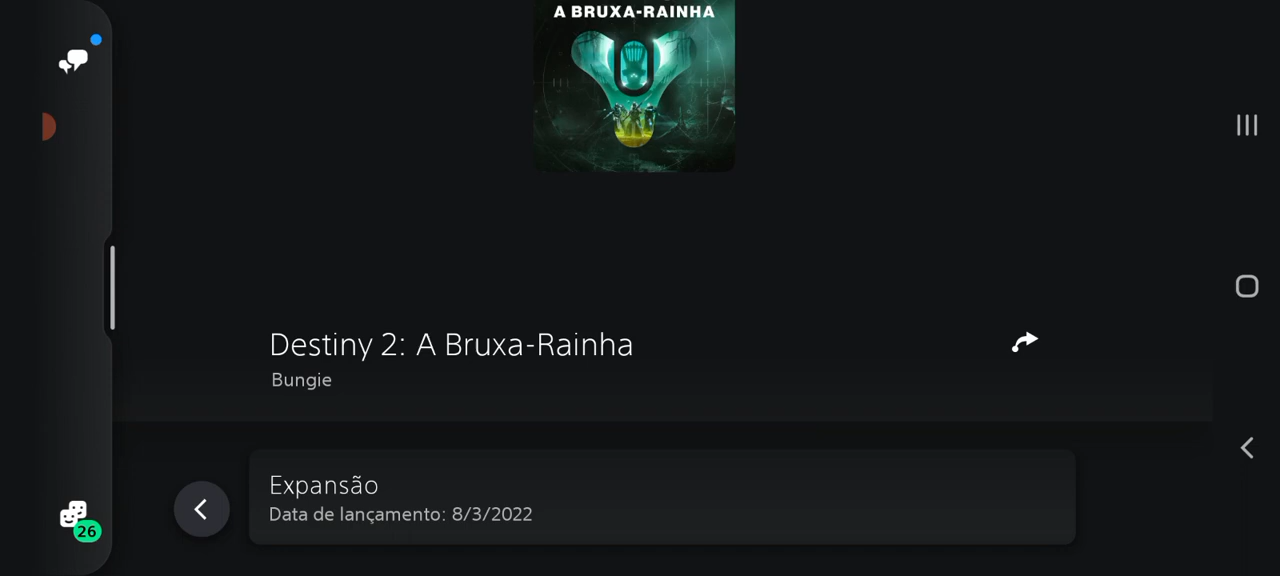 A BRUXA-RAINHA
Destiny 2: A Bruxa-Rainha
Bungie
Expansão
Data de lançamento: 8/3/2022
26